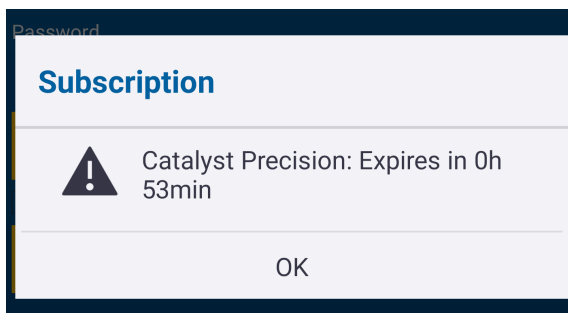 Password
Subscription
Catalyst Precision: Expires in 0h
53min
OK